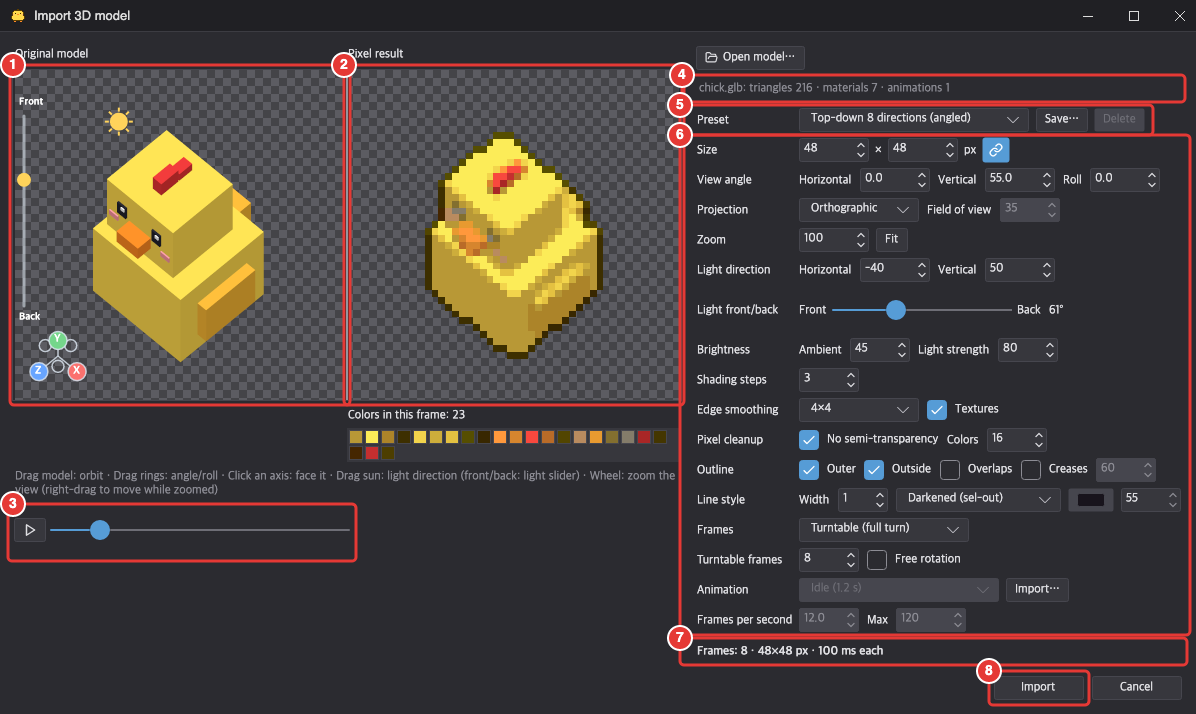 Import 3D model
Original model
Pixel result
Open model···
1
2
4
chick.glb: triangles 216 · materials 7 · animations 1
Front
5
Preset
Top-down 8 directions (angled)
Save···
Delete
6
Size
48
×
48
px
View angle
Horizontal
0.0
Vertical
55.0
Roll
0.0
Projection
Orthographic
Field of view
35
Zoom
100
Fit
Light direction
Horizontal
-40
Vertical
50
Light front/back
Front
Back
61°
Back
Y
Z
X
Brightness
Ambient
45
Light strength
80
Shading steps
3
Edge smoothing
4×4
Textures
Colors in this frame: 23
Pixel cleanup
No semi-transparency
Colors
16
Outline
Outer
Outside
Overlaps
Creases
60
Drag model: orbit · Drag rings: angle/roll · Click an axis: face it · Drag sun: light direction (front/back: light slider) · Wheel: zoom the
view (right-drag to move while zoomed)
Line style
Width
1
Darkened (sel-out)
55
3
Frames
Turntable (full turn)
Turntable frames
8
Free rotation
Animation
Idle (1.2 s)
Import···
Frames per second
12.0
Max
120
7
Frames: 8 · 48×48 px · 100 ms each
8
Import
Cancel